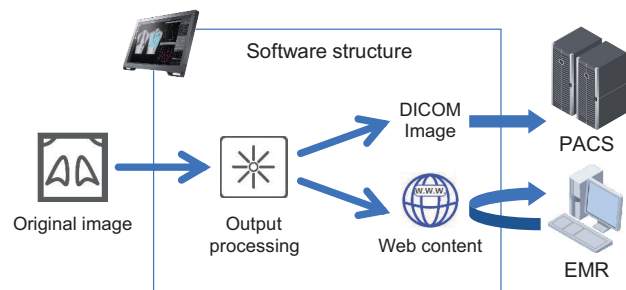 Software structure
DICOM
Image
PACS
Original image
Output
processing
W.W.W.
Web content
EMR